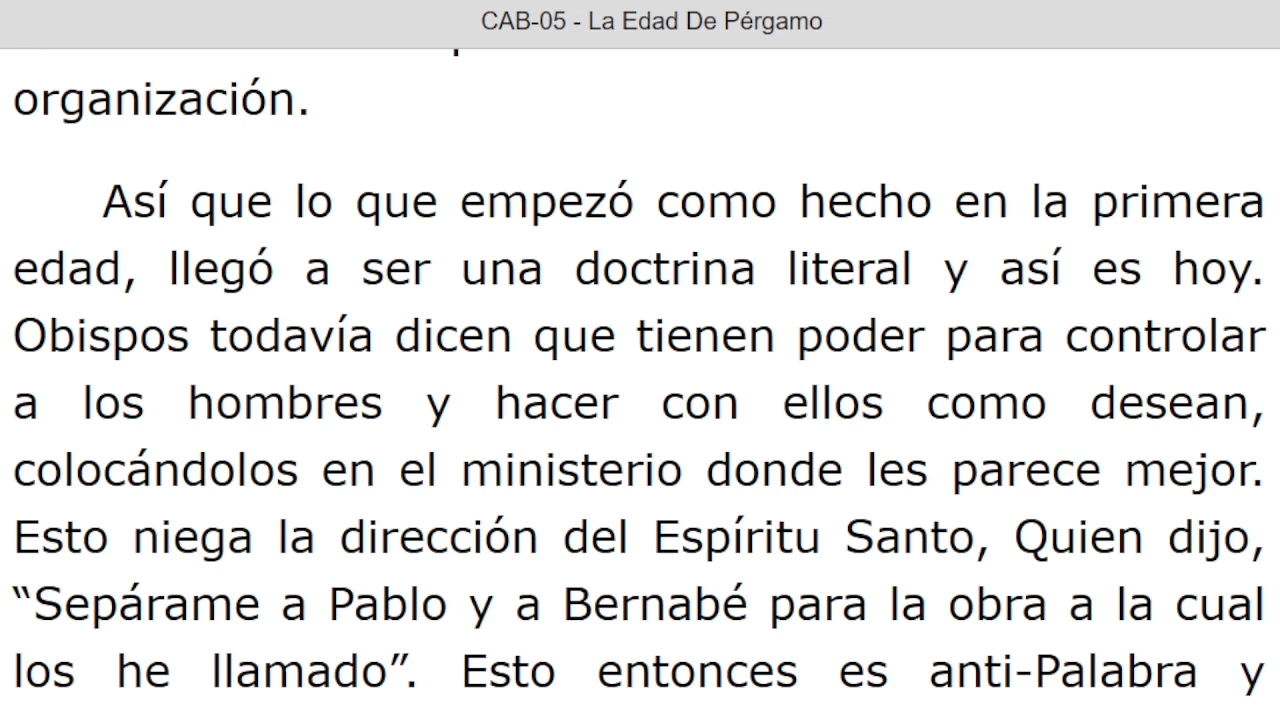 CAB-05 - La Edad De Pérgamo
organización.
Así que lo que empezó como hecho en la primera
edad, llegó a ser una doctrina literal y así es hoy.
Obispos todavía dicen que tienen poder para controlar
a los hombres y hacer con ellos como desean,
colocándolos en el ministerio donde les parece mejor.
Esto niega la dirección del Espíritu Santo, Quien dijo,
“Sepárame a Pablo y a Bernabé para la obra a la cual
los he llamado”. Esto entonces es anti-Palabra y